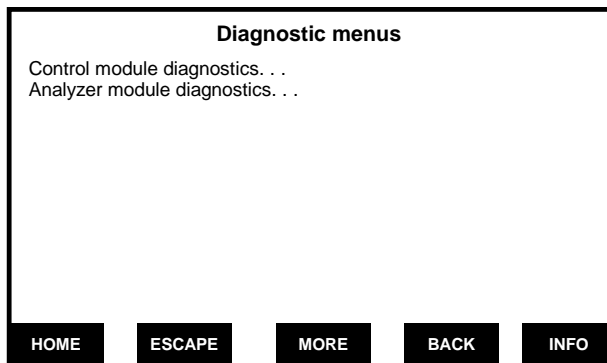 Diagnostic menus
Control module diagnostics. . .
Analyzer module diagnostics. . .
HOME ESCAPE MORE BACK INFO